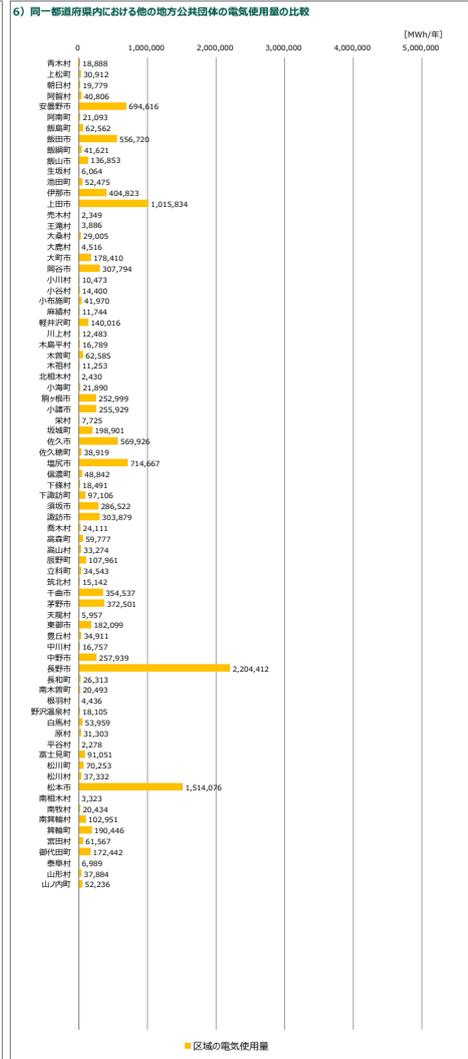 6）同一都道府県内における他の地方公共団体の電気使用量の比較
[MWh/年]
0 1,000,000 2,000,000 3,000,000 4,000,000 5,000,000
青木村 18,888
上松町 30,912
朝日村 19,779
阿智村 40,806
安曇野市 694,616
阿南町 21,093
飯島町 62,562
飯田市 556,720
飯綱町 41,621
飯山市 136,853
生坂村 6,064
池田町 52,475
伊那市 404,823
上田市 1,015,834
売木村 2,349
王滝村 3,886
大桑村 29,005
大鹿村 4,516
大町市 178,410
岡谷市 307,794
小川村 10,473
小谷村 14,400
小布施町 41,970
麻績村 11,744
軽井沢町 140,016
川上村 12,483
木島平村 16,789
木曽町 62,585
木祖村 11,253
北相木村 2,430
小海町 21,890
駒ヶ根市 252,999
小諸市 255,929
栄村 7,725
坂城町 198,901
佐久市 569,926
佐久穂町 38,919
塩尻市 714,667
信濃町 48,842
下條村 18,491
下諏訪町 97,106
須坂市 286,522
諏訪市 303,879
喬木村 24,111
高森町 59,777
高山村 33,274
辰野町 107,961
立科町 34,543
筑北村 15,142
千曲市 354,537
茅野市 372,501
天龍村 5,957
東御市 182,099
豊丘村 34,911
中川村 16,757
中野市 257,939
長野市 2,204,412
長和町 26,313
南木曽町 20,493
根羽村 4,436
野沢温泉村 18,105
白馬村 53,959
原村 31,303
平谷村 2,278
富士見町 91,051
松川町 70,253
松川村 37,332
松本市 1,514,076
南相木村 3,323
南牧村 20,434
南箕輪村 102,951
箕輪町 190,446
宮田村 61,567
御代田町 172,442
泰阜村 6,989
山形村 37,884
山ノ内町 52,236
区域の電気使用量